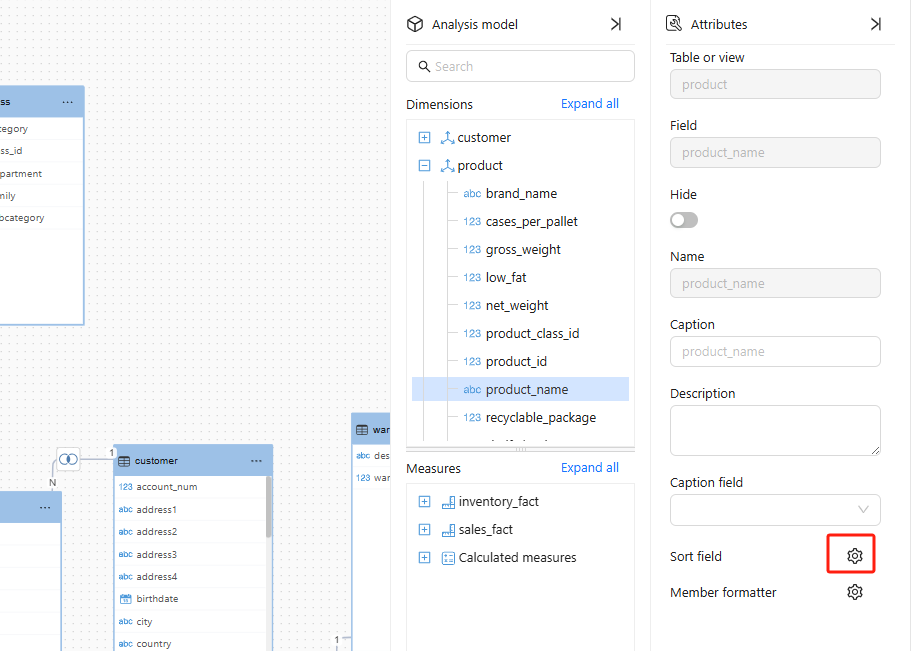 ss
...
tegory
ss_id
partment
mily
bcategory
1
N
...
customer
...
123 account_num
abc address1
abc address2
abc address3
abc address4
birthdate
abc city
abc country
war
abc des
123 war
1
Analysis model
Search
Dimensions
Expand all
customer
product
abc brand_name
123 cases_per_pallet
123 gross_weight
123 low_fat
123 net_weight
123 product_class_id
123 product_id
abc product_name
123 recyclable_package
Measures
Expand all
inventory_fact
sales_fact
Calculated measures
Attributes
Table or view
product
Field
product_name
Hide
Name
product_name
Caption
product_name
Description
Caption field
Sort field
Member formatter